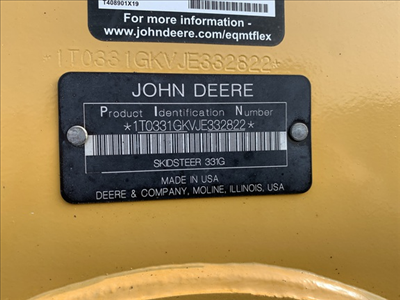 T408901X19
For more information -
www.johndeere.com/eqmtflex
*1T0331GKVJE332822*
JOHN DEERE
Product Identification Number
*1T0331GKVJE332822*
SKIDSTEER 331G
MADE IN USA
DEERE & COMPANY, MOLINE, ILLINOIS, USA